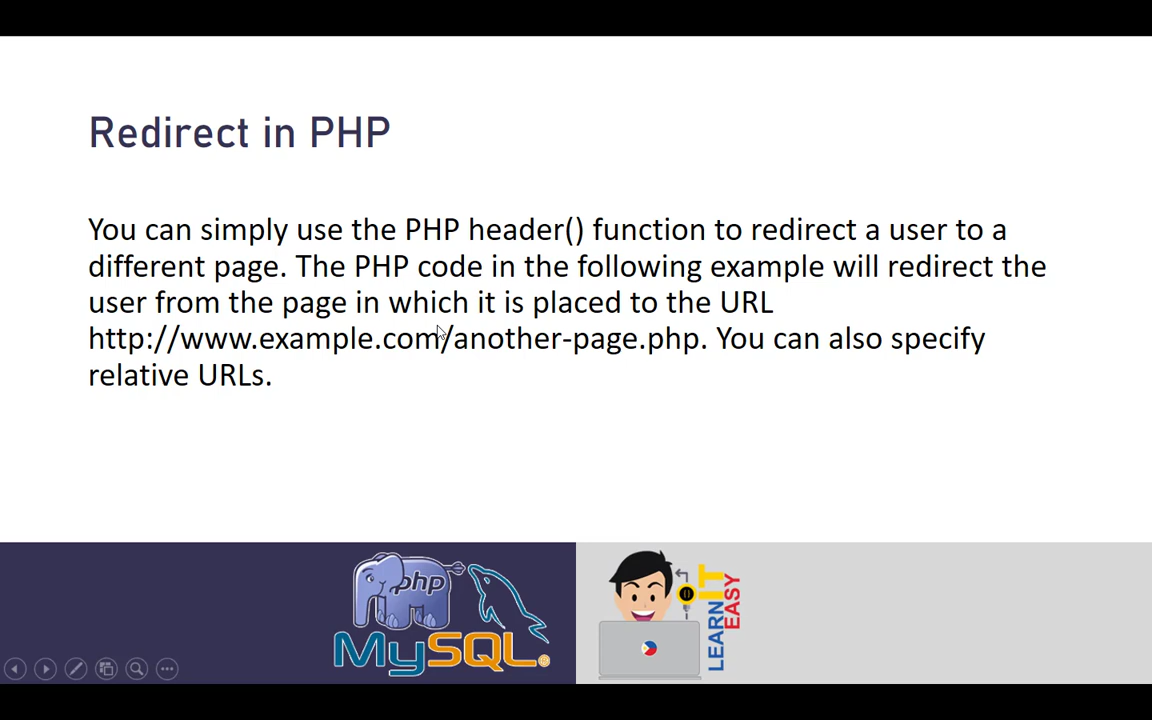 Redirect in PHP
You can simply use the PHP header() function to redirect a user to a
different page. The PHP code in the following example will redirect the
user from the page in which it is placed to the URL
http://www.example.com/another-page.php. You can also specify
relative URLs.
php
MySQL
LEARN
IT
EASY